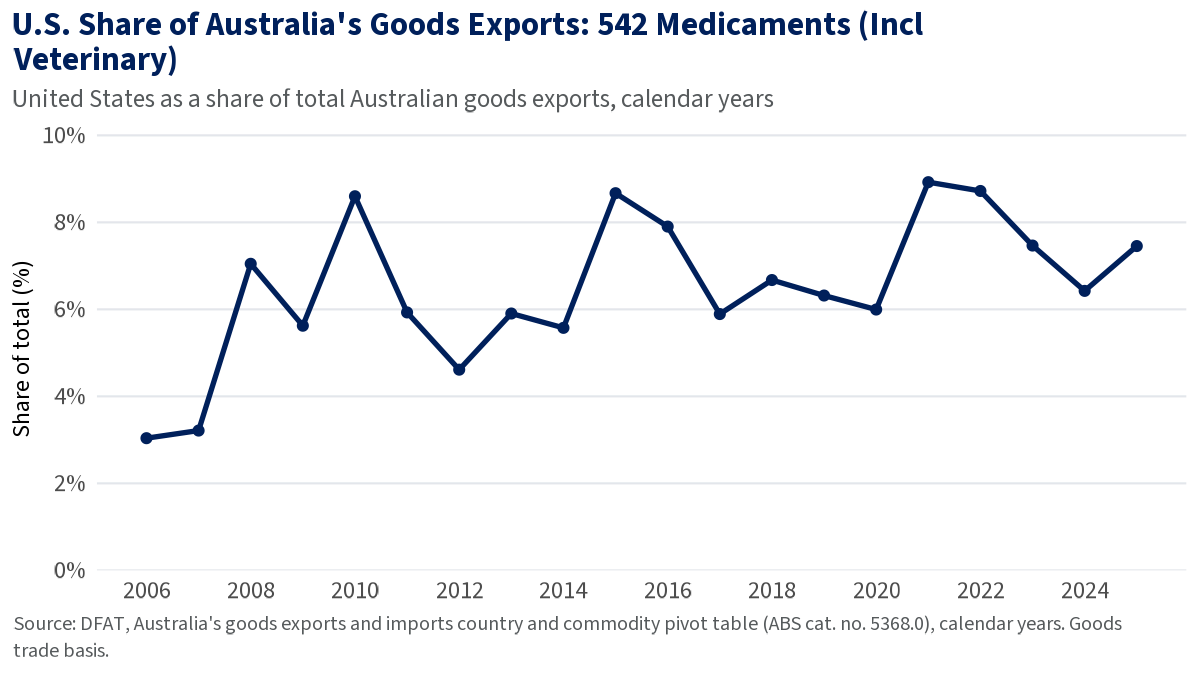 U.S. Share of Australia's Goods Exports: 542 Medicaments (Incl
Veterinary)
United States as a share of total Australian goods exports, calendar years
10%
8%
6%
4%
2%
0%
Share of total (%)
2006 2008 2010 2012 2014 2016 2018 2020 2022 2024
Source: DFAT, Australia's goods exports and imports country and commodity pivot table (ABS cat. no. 5368.0), calendar years. Goods
trade basis.